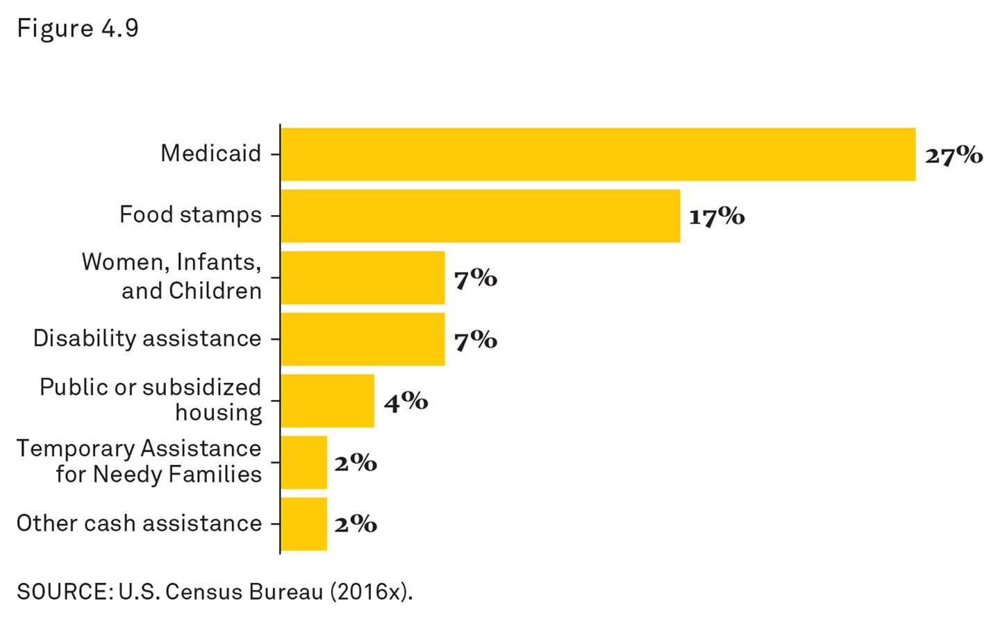 Figure 4.9
Medicaid
27%
Food stamps
17%
Women, Infants,
and Children
7%
Disability assistance
7%
Public or subsidized
housing
4%
Temporary Assistance
for Needy Families
2%
Other cash assistance
2%
SOURCE: U.S. Census Bureau (2016x).